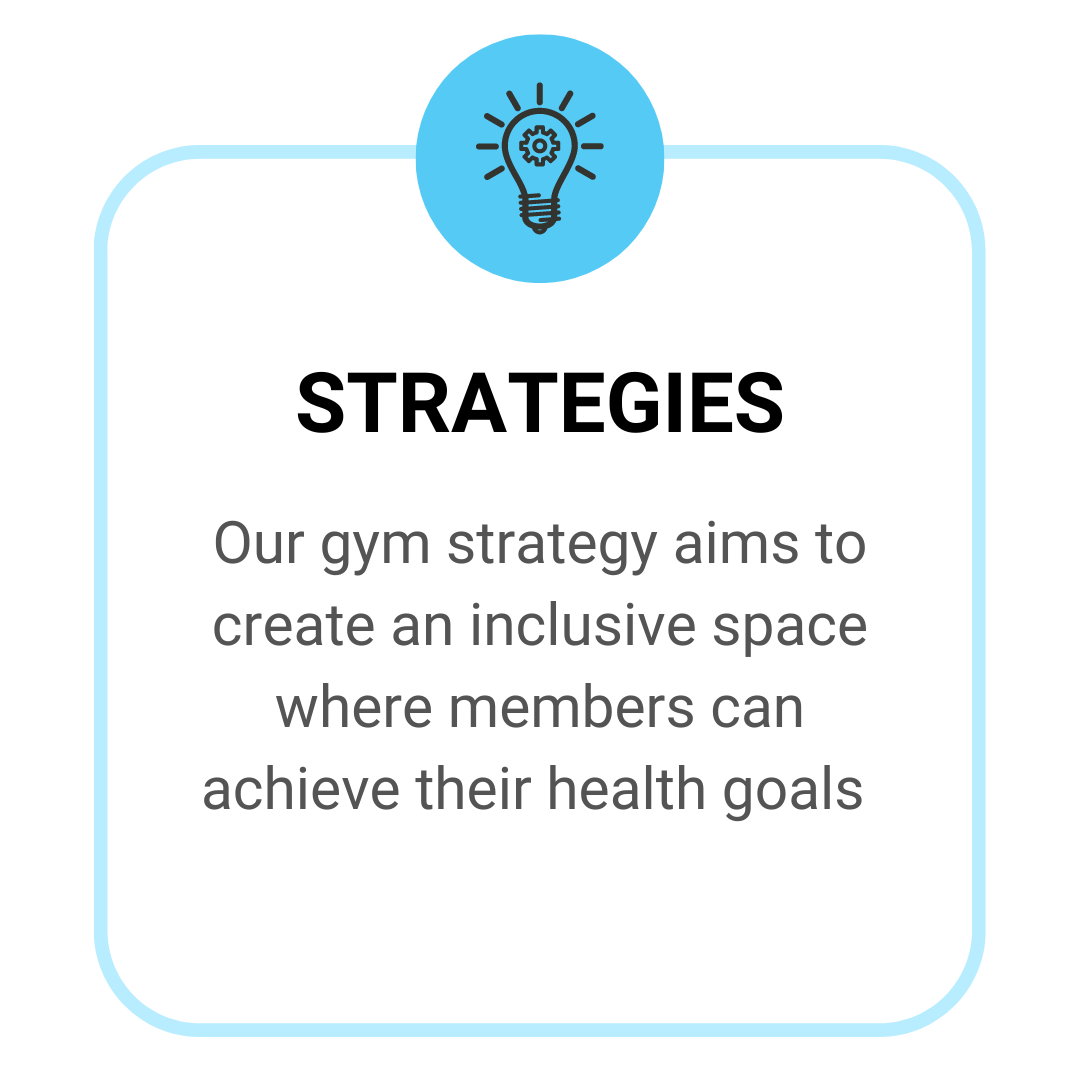 STRATEGIES
Our gym strategy aims to
create an inclusive space
where members can
achieve their health goals